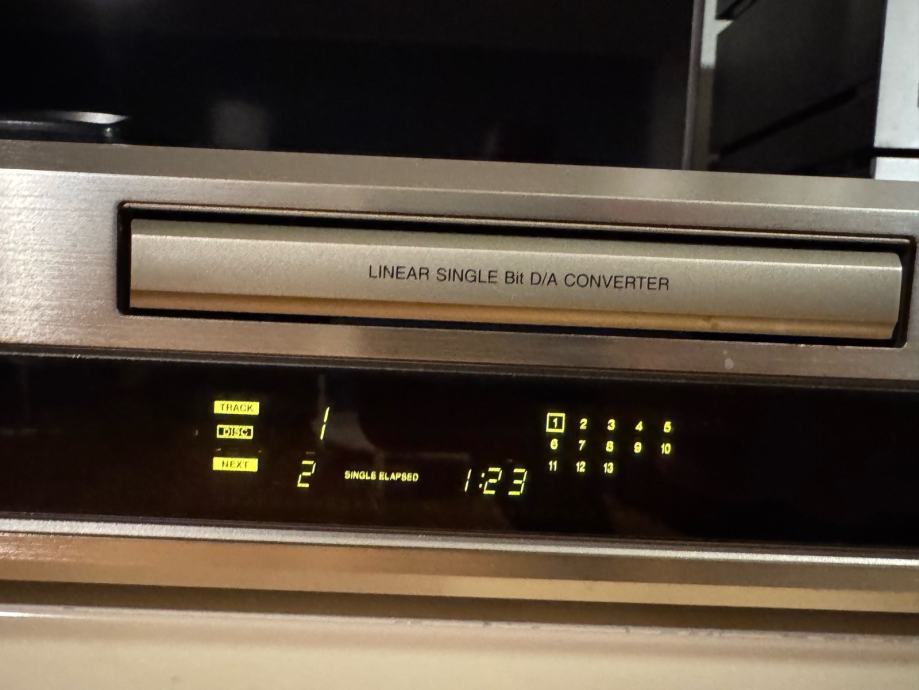 LINEAR SINGLE Bit D/A CONVERTER
TRACK 1
DISC
NEXT 2 SINGLE ELAPSED 1:23
1 2 3 4 5
6 7 8 9 10
11 12 13